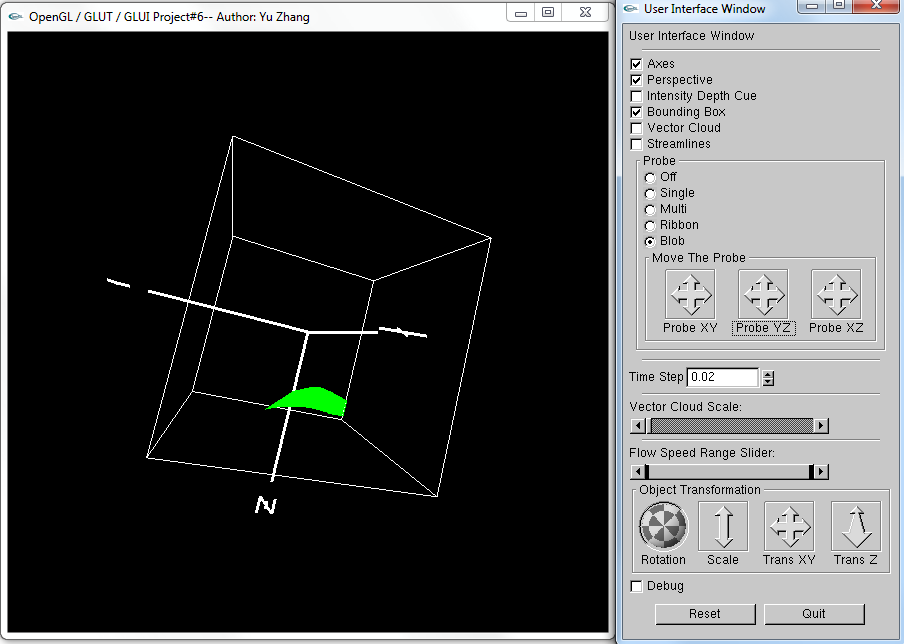 OpenGL / GLUT / GLUI Project#6-- Author: Yu Zhang
User Interface Window
User Interface Window
Axes
Perspective
Intensity Depth Cue
Bounding Box
Vector Cloud
Streamlines
Probe
Off
Single
Multi
Ribbon
Blob
Move The Probe
Probe XY
Probe YZ
Probe XZ
Time Step 0.02
Vector Cloud Scale:
Flow Speed Range Slider:
Object Transformation
Rotation
Scale
Trans XY
Trans Z
Debug
Reset
Quit
Z